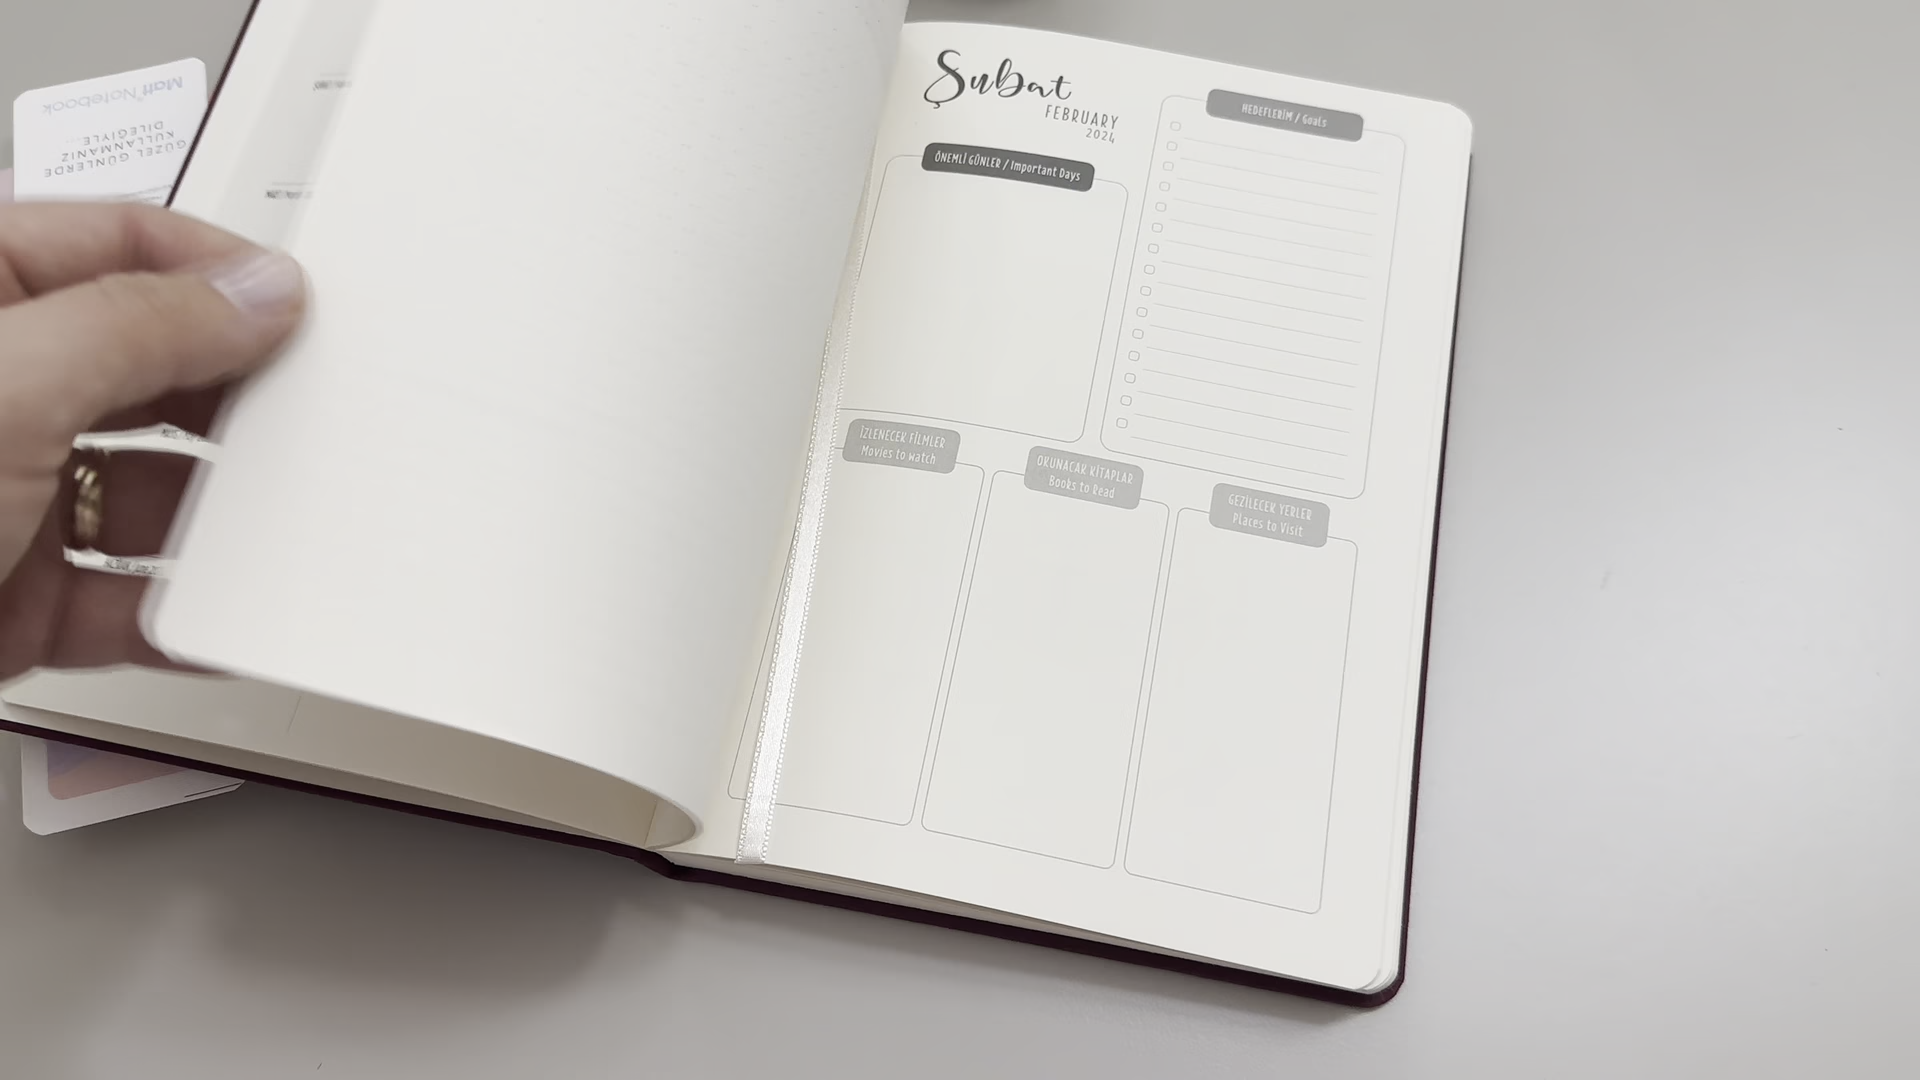 Matt Notebook
GÜZEL GÜNLERDE
KULLANMANIZ
DİLEĞİYLE...
Şubat
FEBRUARY
2024
HEDEFLERİM / Goals
ÖNEMLİ GÜNLER / Important Days
İZLENECEK FİLMLER
Movies to watch
OKUNACAK KİTAPLAR
Books to Read
GEZİLECEK YERLER
Places to Visit